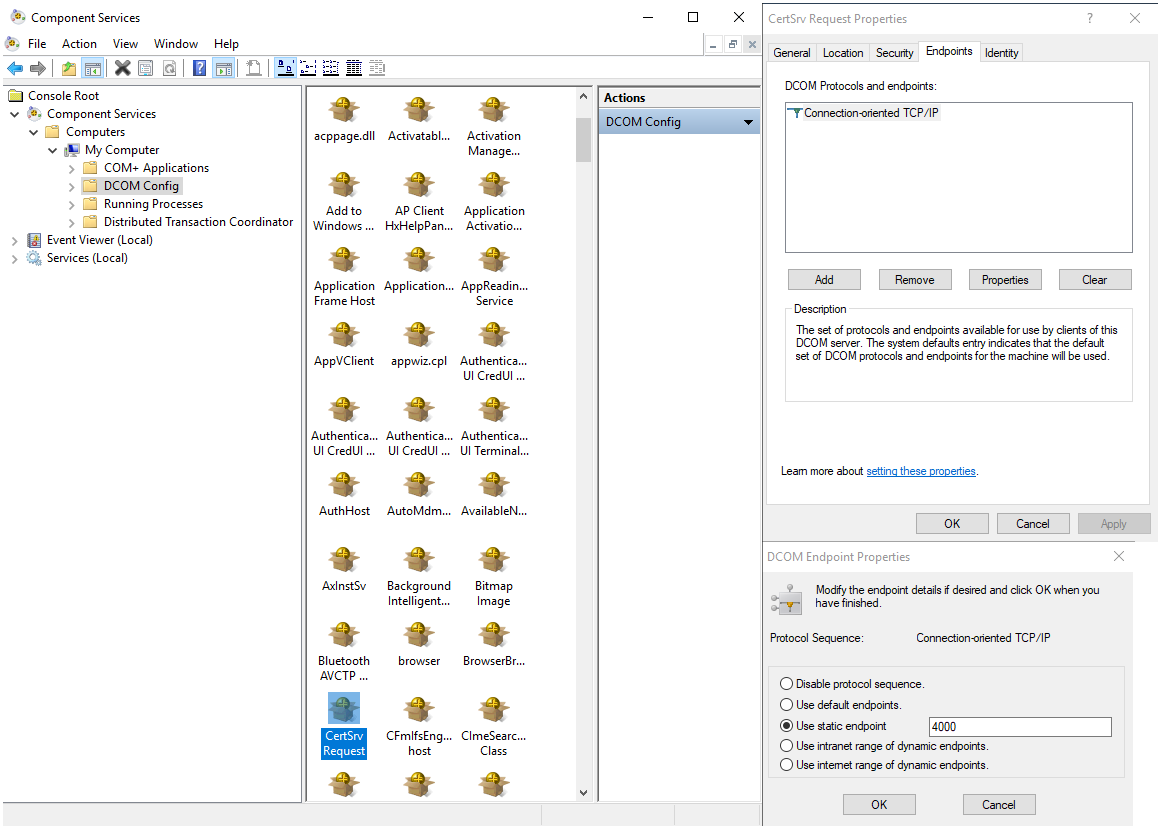 Component Services
File Action View Window Help
Console Root
Component Services
Computers
My Computer
COM+ Applications
DCOM Config
Running Processes
Distributed Transaction Coordinator
Event Viewer (Local)
Services (Local)
acppage.dll Activatabl... Activation
Manage...
Add to AP Client Application
Windows ... HxHelpPan... Activatio...
Application Application... AppReadin...
Frame Host Service
AppVClient appwiz.cpl Authentica...
UI CredUI ...
Authentica... Authentica... Authentica...
UI CredUI ... UI CredUI ... UI Terminal...
AuthHost AutoMdm... AvailableN...
AxInstSv Background Bitmap
Intelligent... Image
Bluetooth browser BrowserBr...
AVCTP ...
CertSrv CFmIfsEng... ClmeSearc...
Request host Class
Actions
DCOM Config
CertSrv Request Properties
General Location Security Endpoints Identity
DCOM Protocols and endpoints:
Connection-oriented TCP/IP
Add Remove Properties Clear
Description
The set of protocols and endpoints available for use by clients of this
DCOM server. The system defaults entry indicates that the default
set of DCOM protocols and endpoints for the machine will be used.
Learn more about setting these properties.
OK Cancel Apply
DCOM Endpoint Properties
Modify the endpoint details if desired and click OK when you
have finished.
Protocol Sequence: Connection-oriented TCP/IP
Disable protocol sequence.
Use default endpoints.
Use static endpoint 4000
Use intranet range of dynamic endpoints.
Use internet range of dynamic endpoints.
OK Cancel